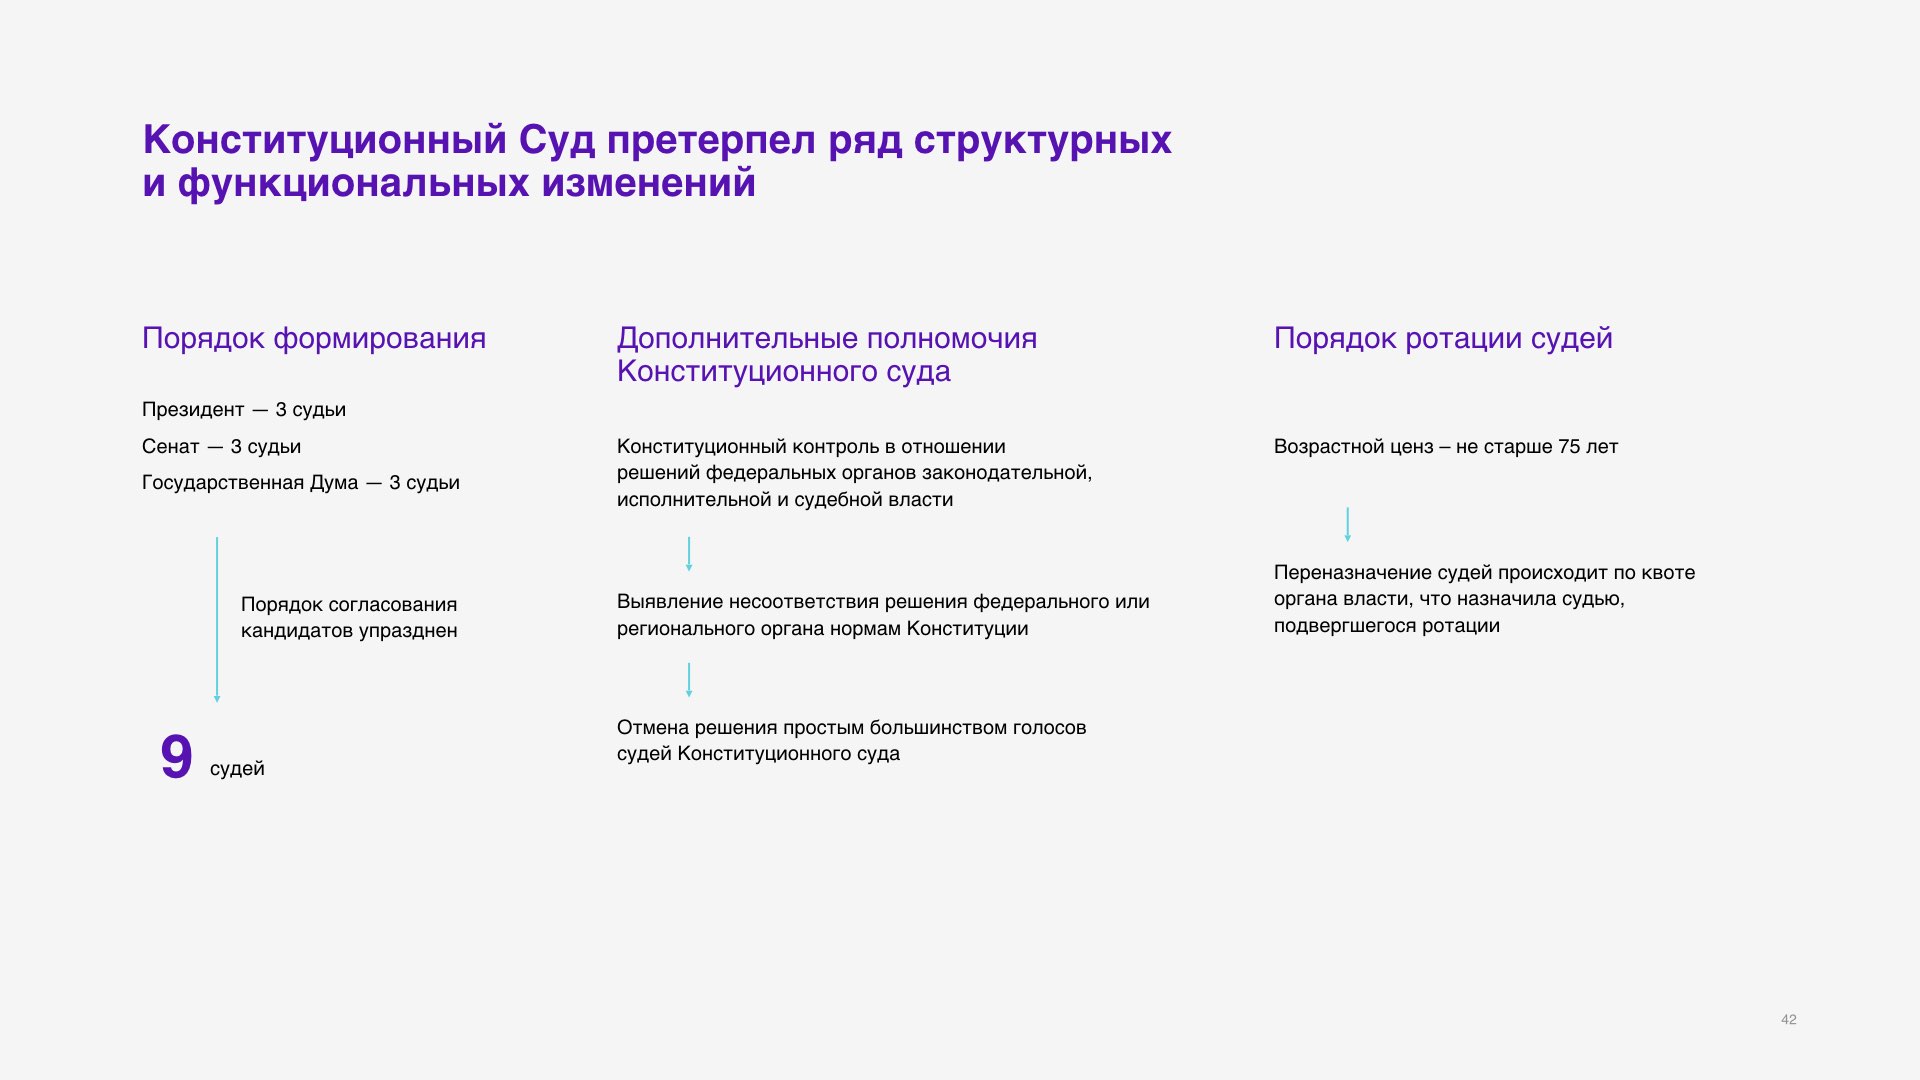 Конституционный Суд претерпел ряд структурных
и функциональных изменений
Порядок формирования
Президент — 3 судьи
Сенат — 3 судьи
Государственная Дума — 3 судьи
Порядок согласования
кандидатов упразднен
9 судей
Дополнительные полномочия
Конституционного суда
Конституционный контроль в отношении
решений федеральных органов законодательной,
исполнительной и судебной власти
Выявление несоответствия решения федерального или
регионального органа нормам Конституции
Отмена решения простым большинством голосов
судей Конституционного суда
Порядок ротации судей
Возрастной ценз – не старше 75 лет
Переназначение судей происходит по квоте
органа власти, что назначила судью,
подвергшегося ротации
42